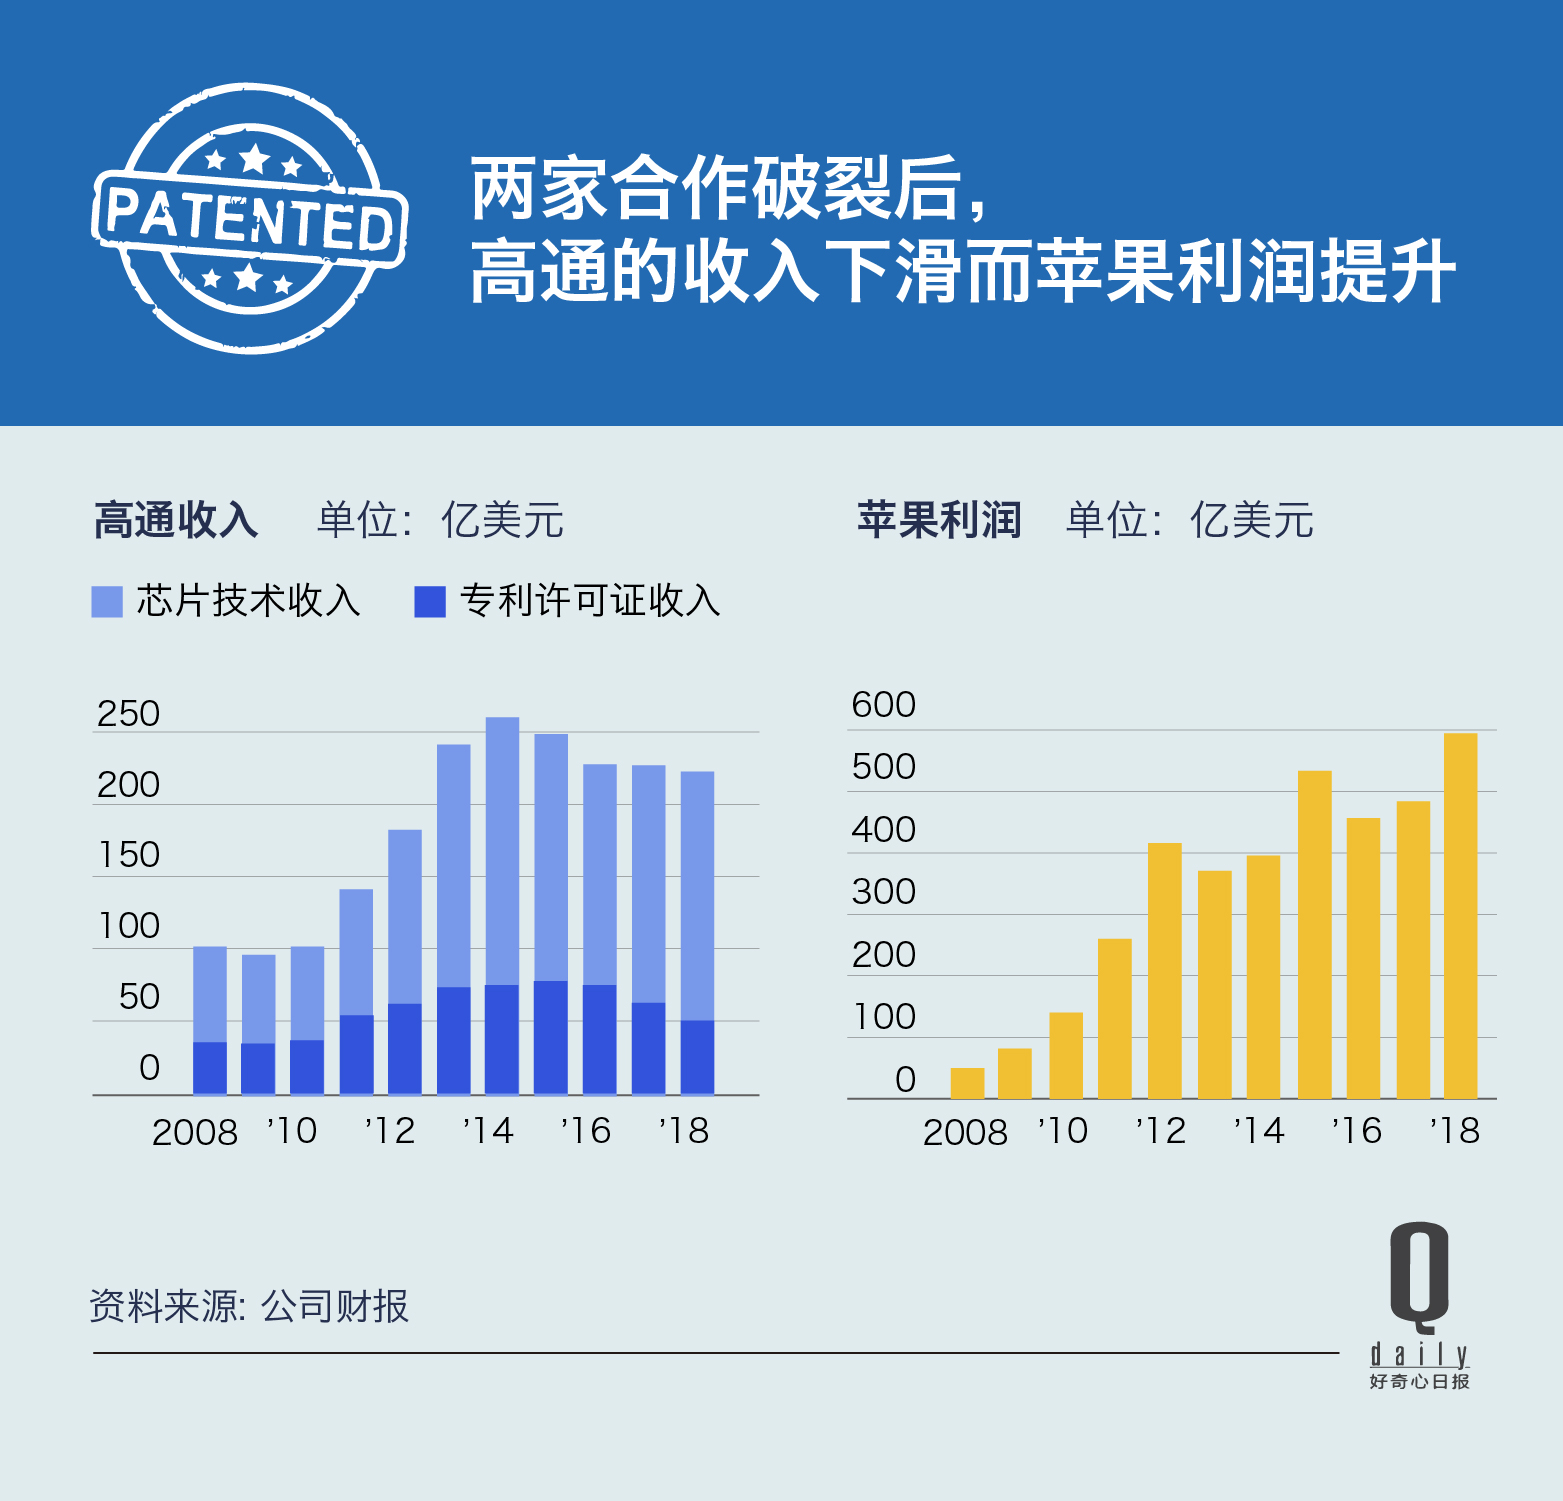 PATENTED
两家合作破裂后,
高通的收入下滑而苹果利润提升
高通收入 单位：亿美元
芯片技术收入 专利许可证收入
250
200
150
100
50
0
2008 ’10 ’12 ’14 ’16 ’18
苹果利润 单位：亿美元
600
500
400
300
200
100
0
2008 ’10 ’12 ’14 ’16 ’18
资料来源: 公司财报
Q
daily
好奇心日报